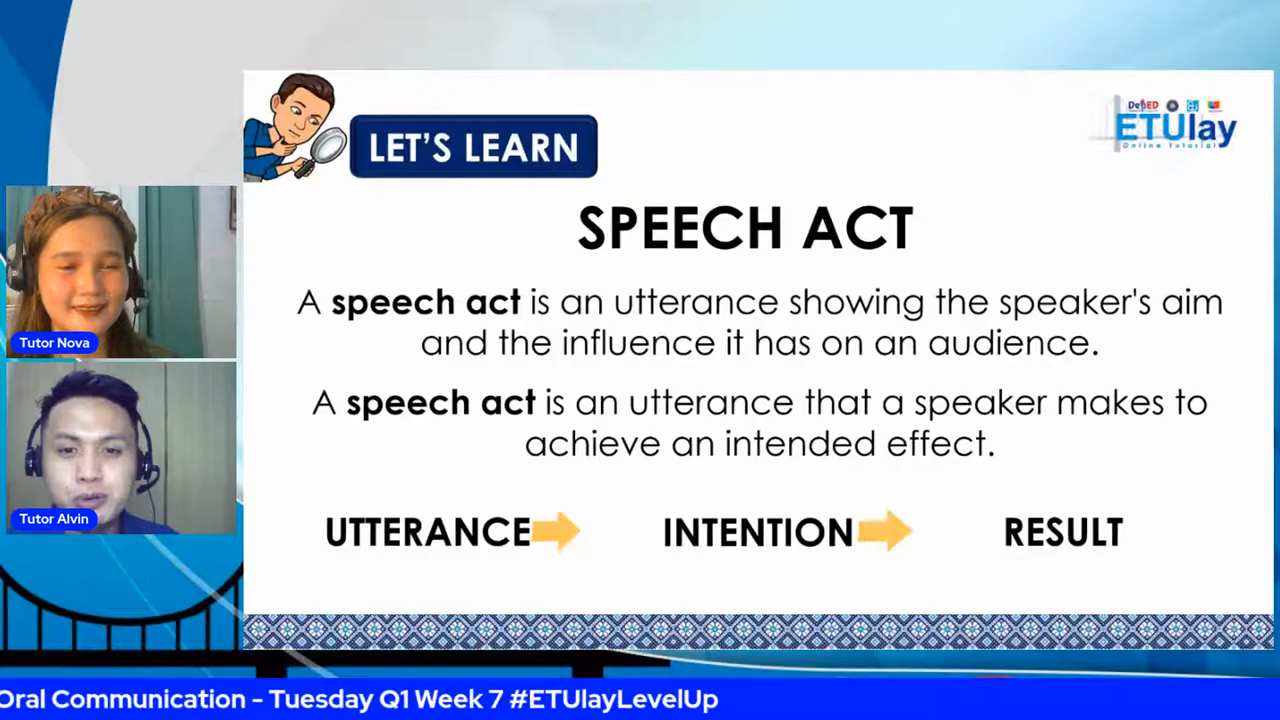 LET'S LEARN
DepED
ETUlay
Online Tutorial
SPEECH ACT
A speech act is an utterance showing the speaker's aim
and the influence it has on an audience.
A speech act is an utterance that a speaker makes to
achieve an intended effect.
UTTERANCE INTENTION RESULT
Tutor Nova
Tutor Alvin
Oral Communication - Tuesday Q1 Week 7 #ETUlayLevelUp